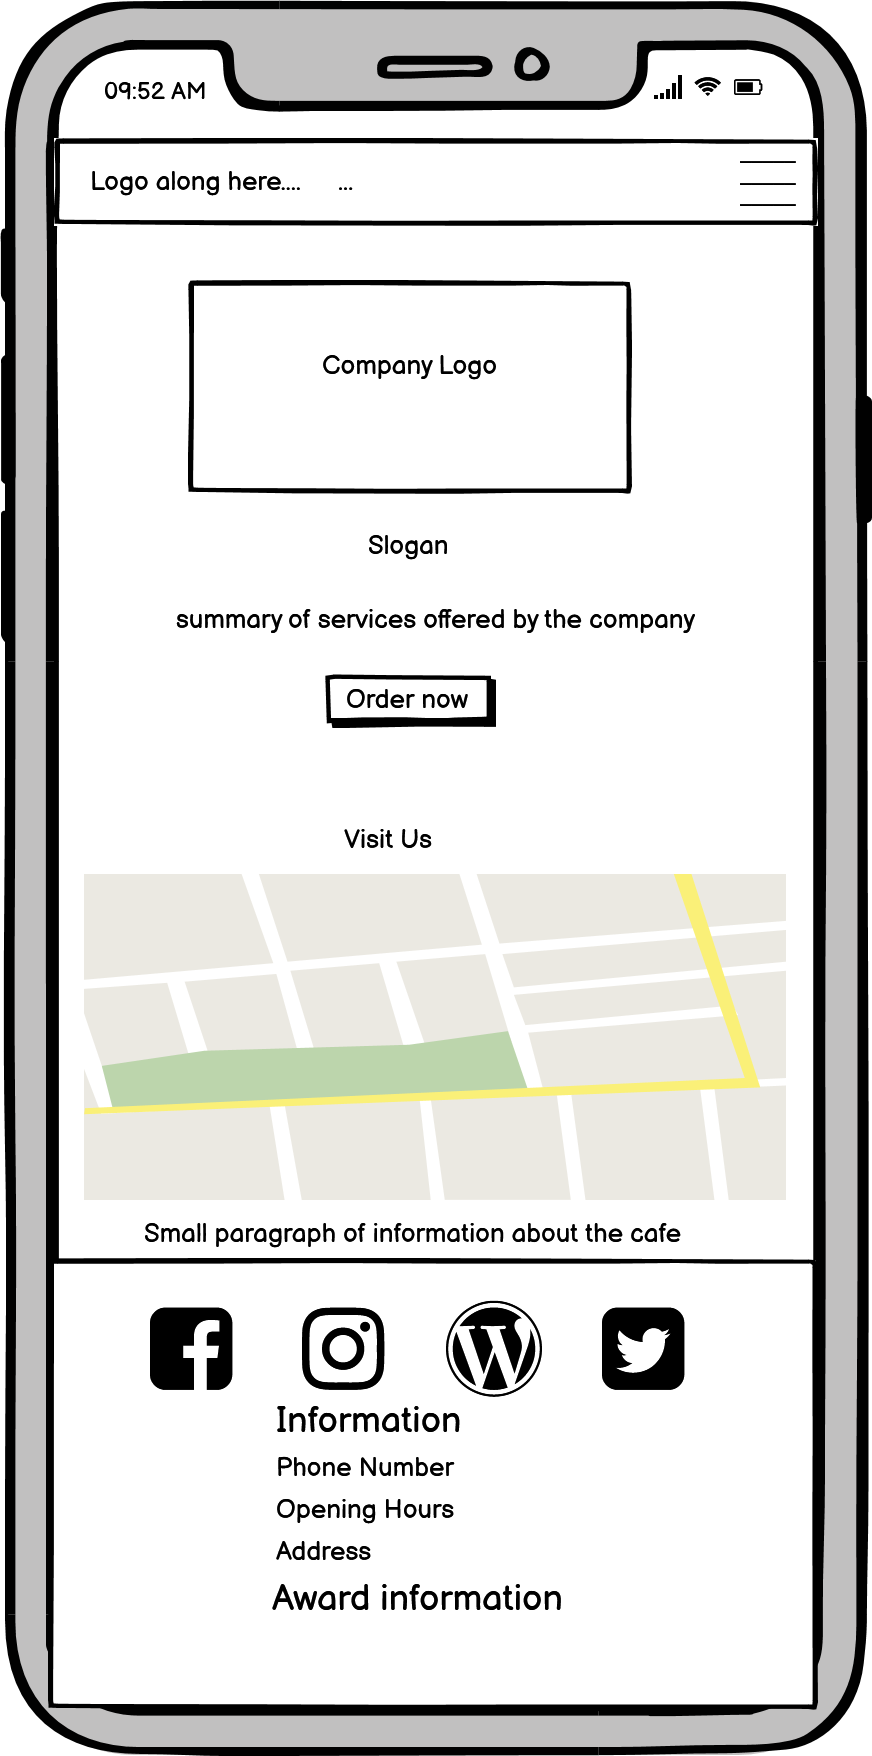 09:52 AM
Logo along here.... ...
Company Logo
Slogan
summary of services offered by the company
Order now
Visit Us
Small paragraph of information about the cafe
Information
Phone Number
Opening Hours
Address
Award information